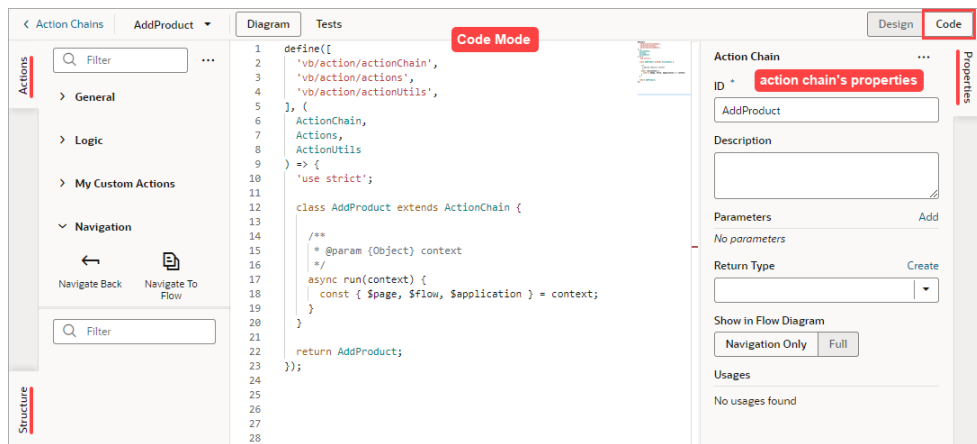 Action Chains
AddProduct
Diagram
Tests
Design
Code
Code Mode
Actions
Structure
Filter
General
Logic
My Custom Actions
Navigation
Navigate Back
Navigate To
Flow
Filter
1 define([
2 'vb/action/actionChain',
3 'vb/action/actions',
4 'vb/action/actionUtils',
5 ], (
6 ActionChain,
7 Actions,
8 ActionUtils
9 ) => {
10 'use strict';
11
12 class AddProduct extends ActionChain {
13
14 /**
15 * @param {Object} context
16 */
17 async run(context) {
18 const { $page, $flow, $application } = context;
19 }
20 }
21
22 return AddProduct;
23 });
24
25
26
27
28
Action Chain
ID *
action chain's properties
AddProduct
Description
Parameters
Add
No parameters
Return Type
Create
Show in Flow Diagram
Navigation Only
Full
Usages
No usages found
Properties